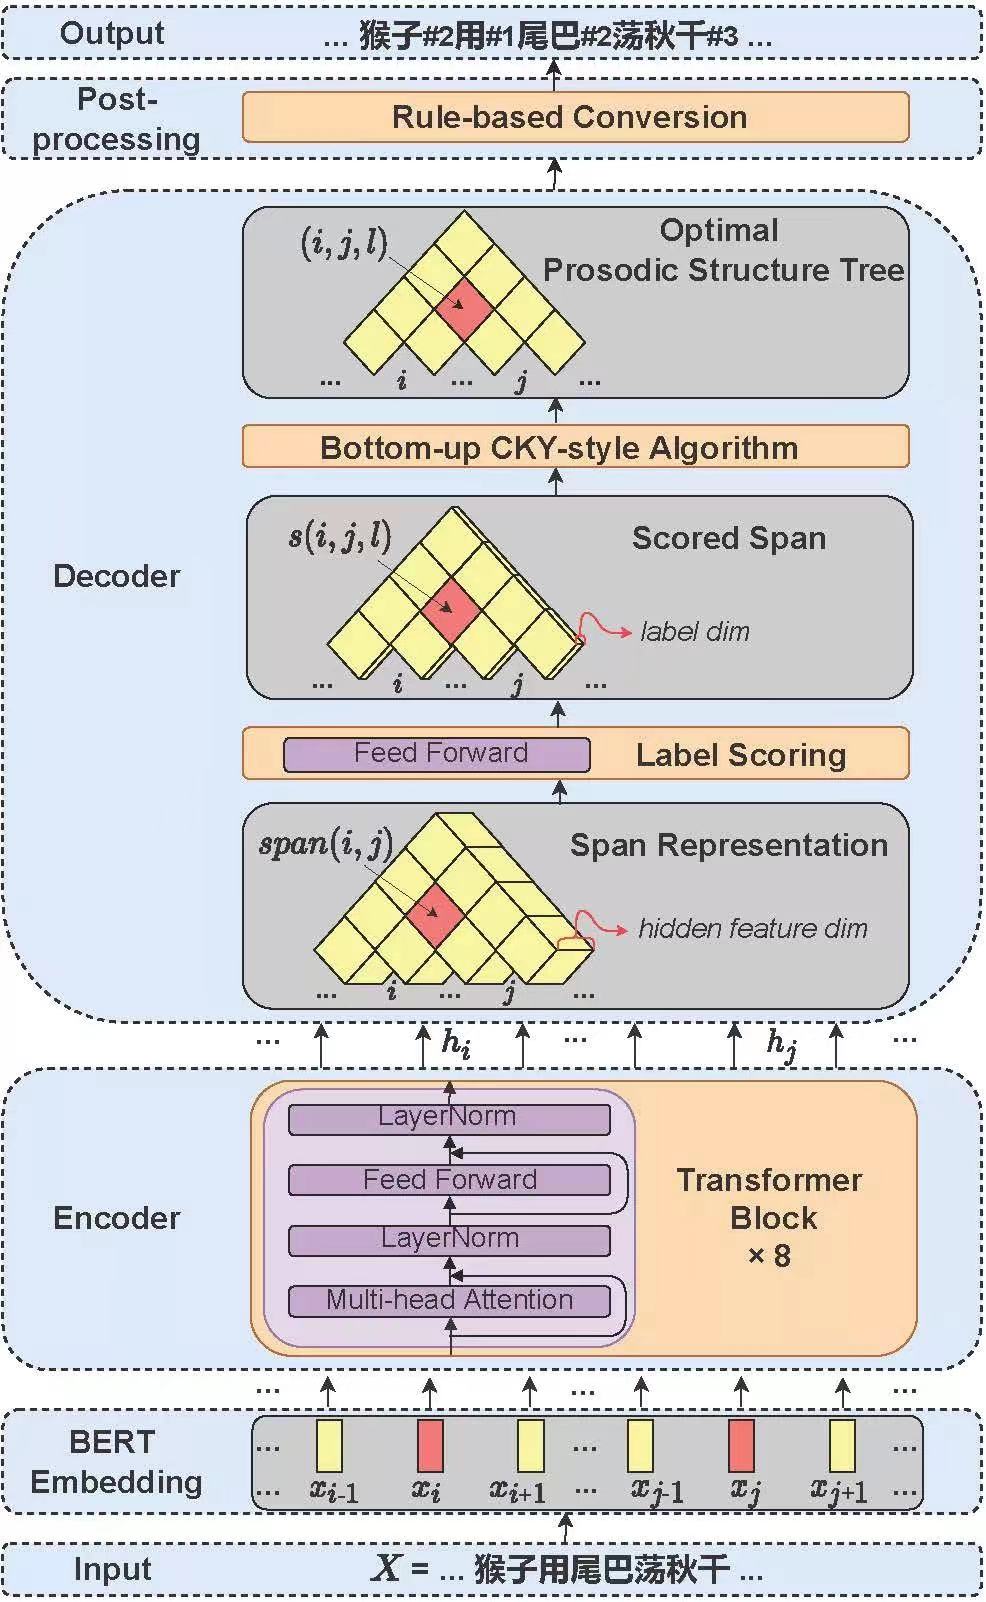 Output ... 猴子#2用#1尾巴#2荡秋千#3 ...
Post-
processing
Rule-based Conversion
Decoder
(i, j, l)
Optimal
Prosodic Structure Tree
... i ... j ...
Bottom-up CKY-style Algorithm
s(i, j, l)
Scored Span
label dim
... i ... j ...
Feed Forward Label Scoring
span(i, j)
Span Representation
hidden feature dim
... i ... j ...
... h_i ... h_j ...
Encoder
LayerNorm
Feed Forward
LayerNorm
Multi-head Attention
Transformer
Block
× 8
... ... ...
BERT
Embedding
... ... ...
... x_{i-1} x_i x_{i+1} ... x_{j-1} x_j x_{j+1} ...
Input X = ... 猴子用尾巴荡秋千 ...